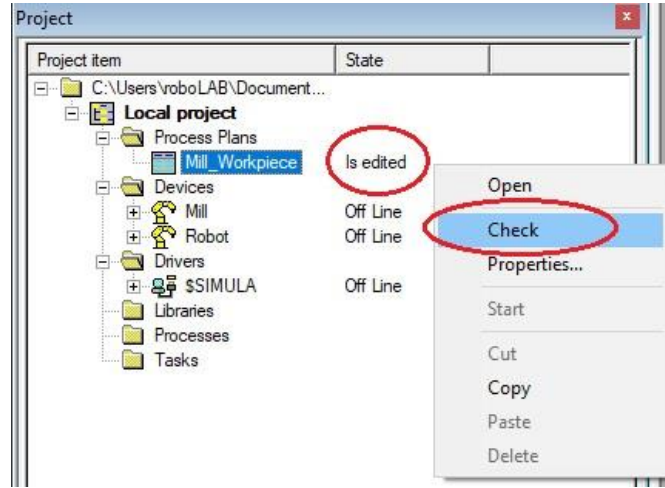 Project
x
Project item State
C:\Users\roboLAB\Document...
Local project
Process Plans
Mill_Workpiece Is edited
Devices
Mill Off Line
Robot Off Line
Drivers
$SIMULA Off Line
Libraries
Processes
Tasks
Open
Check
Properties...
Start
Cut
Copy
Paste
Delete